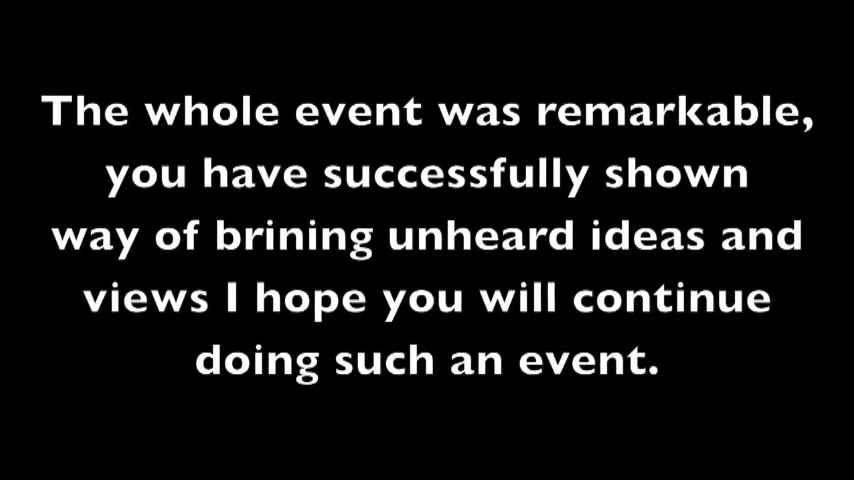 The whole event was remarkable,
you have successfully shown
way of brining unheard ideas and
views I hope you will continue
doing such an event.